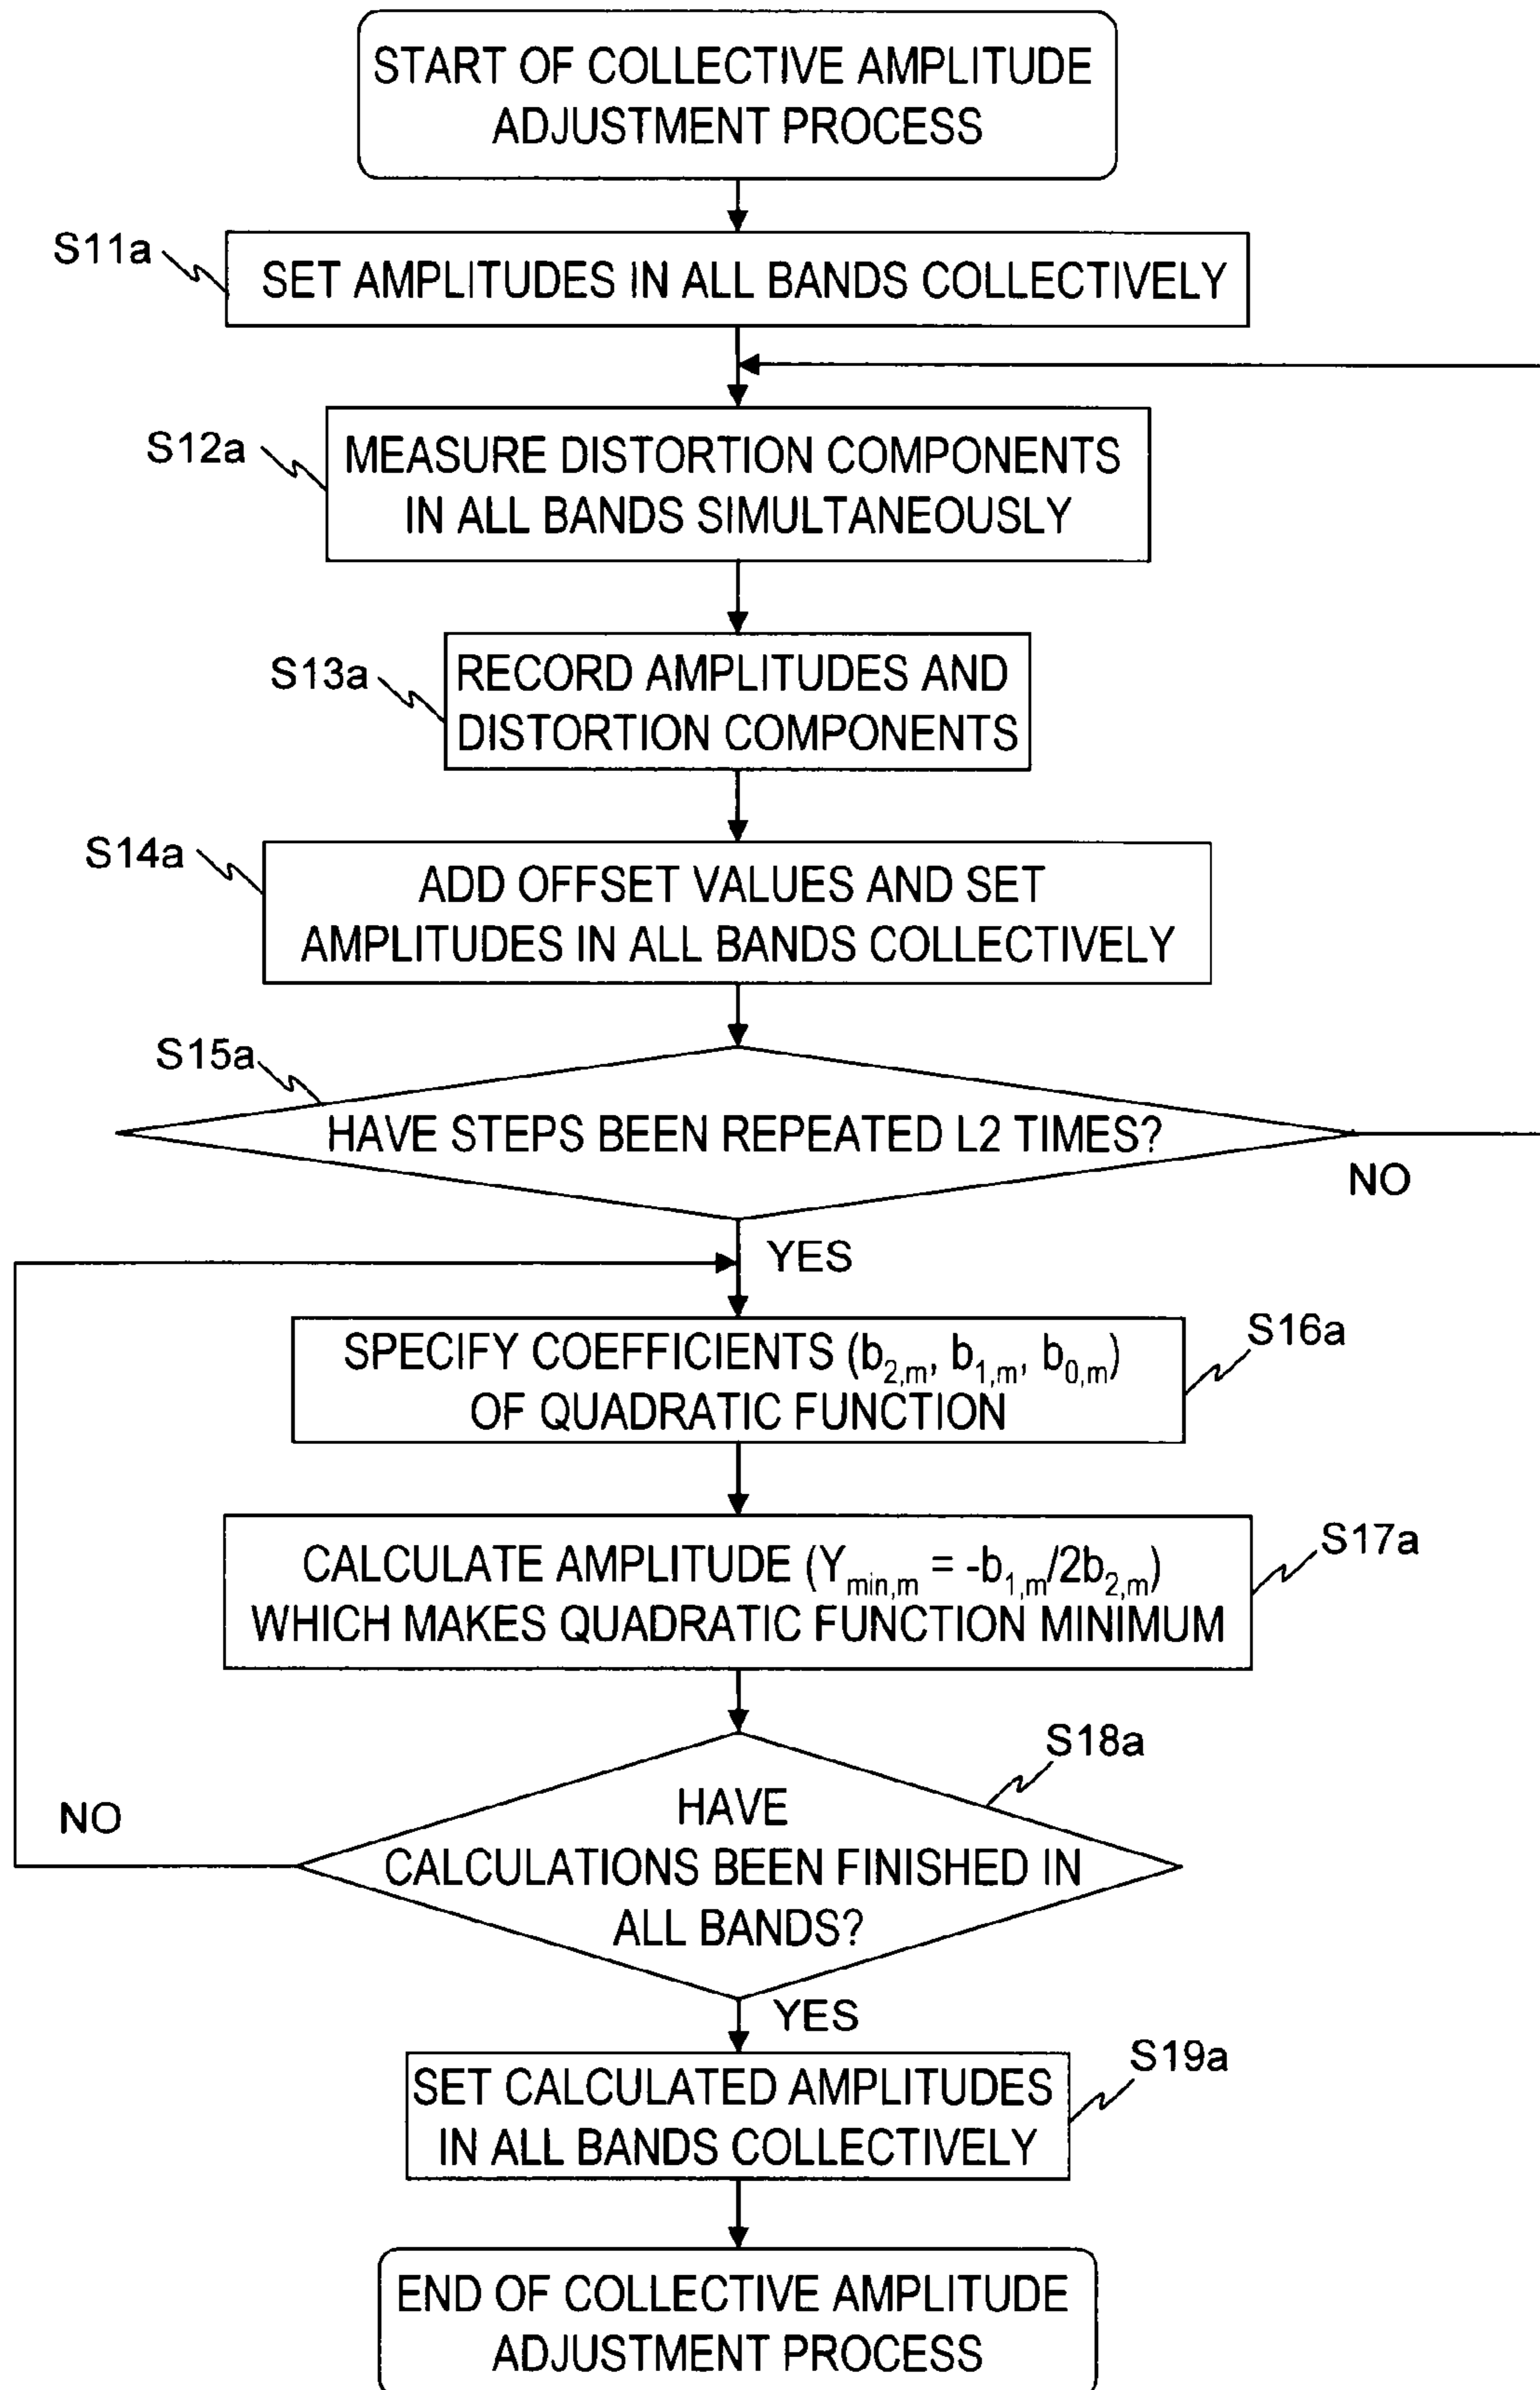 START OF COLLECTIVE AMPLITUDE
ADJUSTMENT PROCESS
S11a
SET AMPLITUDES IN ALL BANDS COLLECTIVELY
S12a
MEASURE DISTORTION COMPONENTS
IN ALL BANDS SIMULTANEOUSLY
S13a
RECORD AMPLITUDES AND
DISTORTION COMPONENTS
S14a
ADD OFFSET VALUES AND SET
AMPLITUDES IN ALL BANDS COLLECTIVELY
S15a
HAVE STEPS BEEN REPEATED L2 TIMES?
NO
YES
SPECIFY COEFFICIENTS (b2,m, b1,m, b0,m)
OF QUADRATIC FUNCTION
S16a
CALCULATE AMPLITUDE (Ymin,m = -b1,m/2b2,m)
WHICH MAKES QUADRATIC FUNCTION MINIMUM
S17a
S18a
HAVE
CALCULATIONS BEEN FINISHED IN
ALL BANDS?
NO
YES
SET CALCULATED AMPLITUDES
IN ALL BANDS COLLECTIVELY
S19a
END OF COLLECTIVE AMPLITUDE
ADJUSTMENT PROCESS